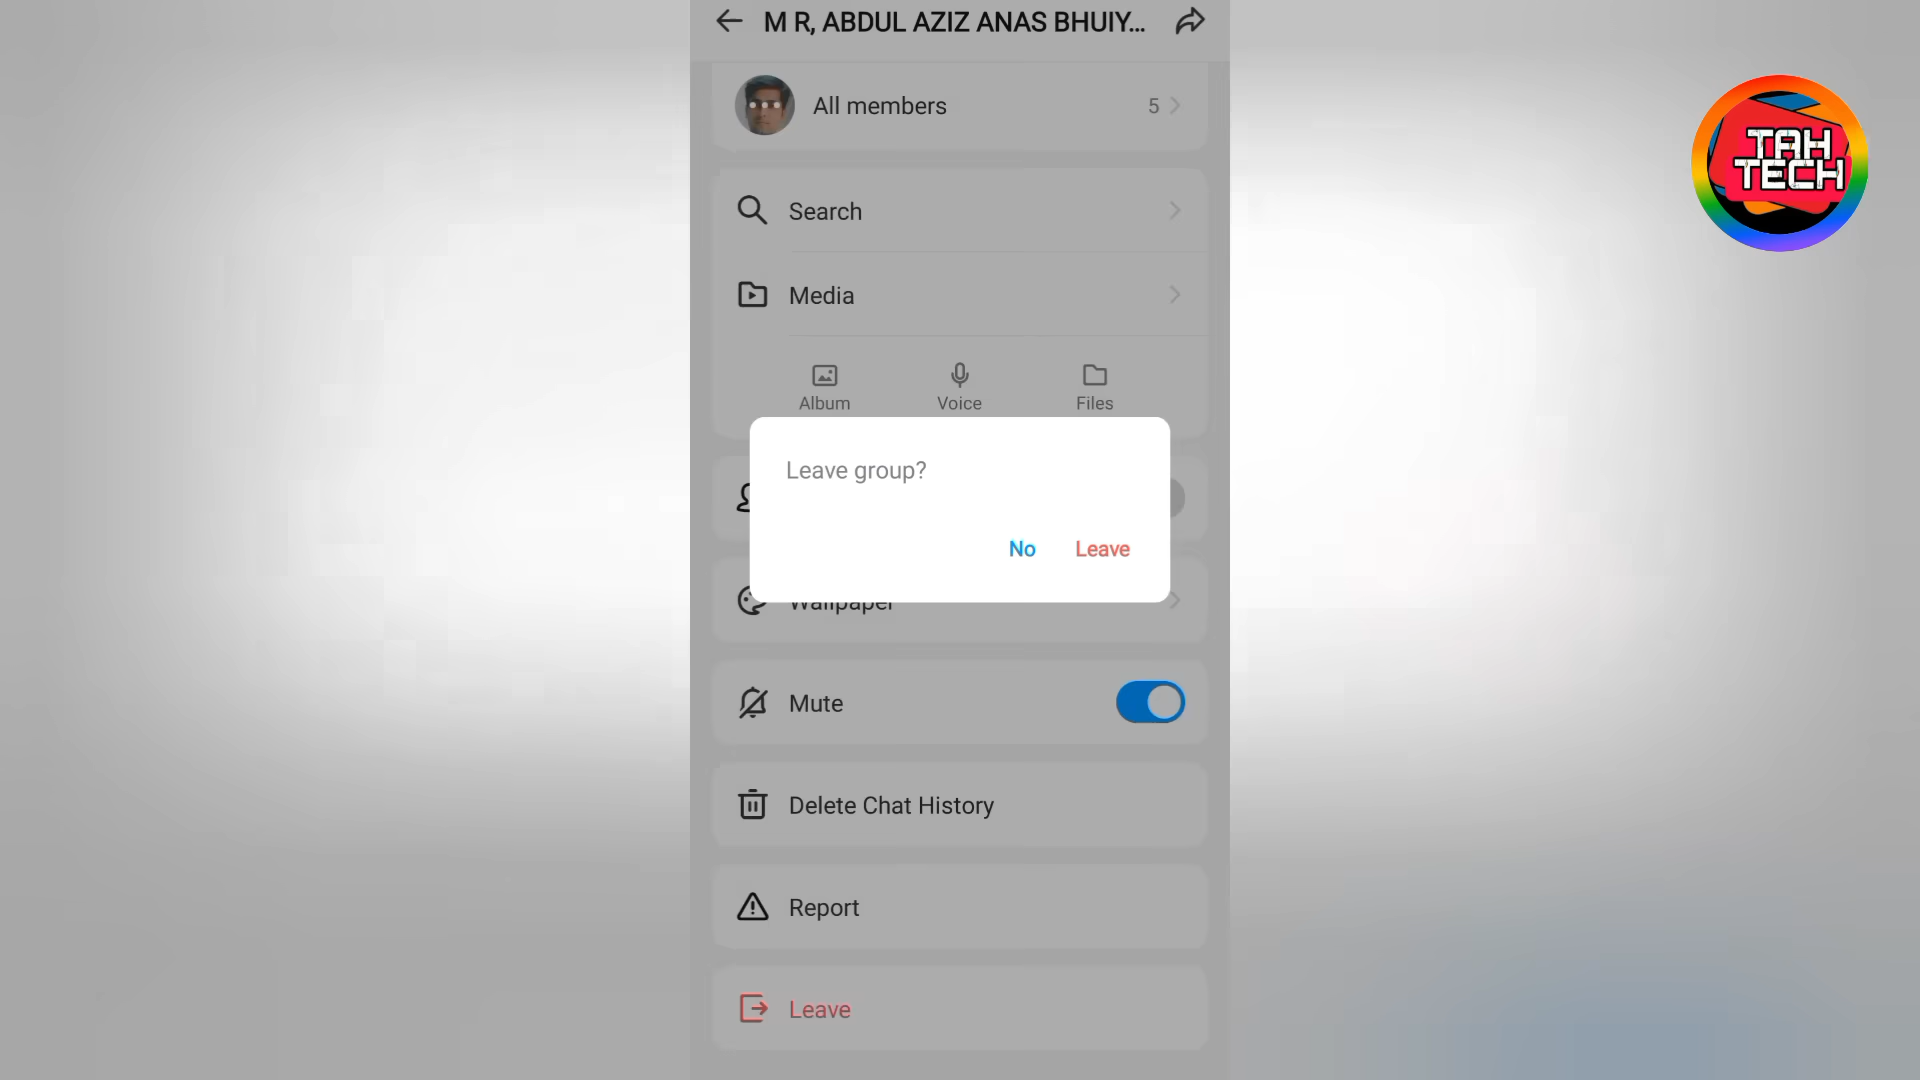 M R, ABDUL AZIZ ANAS BHUIY...
All members 5
Search
Media
Album Voice Files
Leave group?
No Leave
Wallpaper
Mute
Delete Chat History
Report
Leave
TAH
TECH